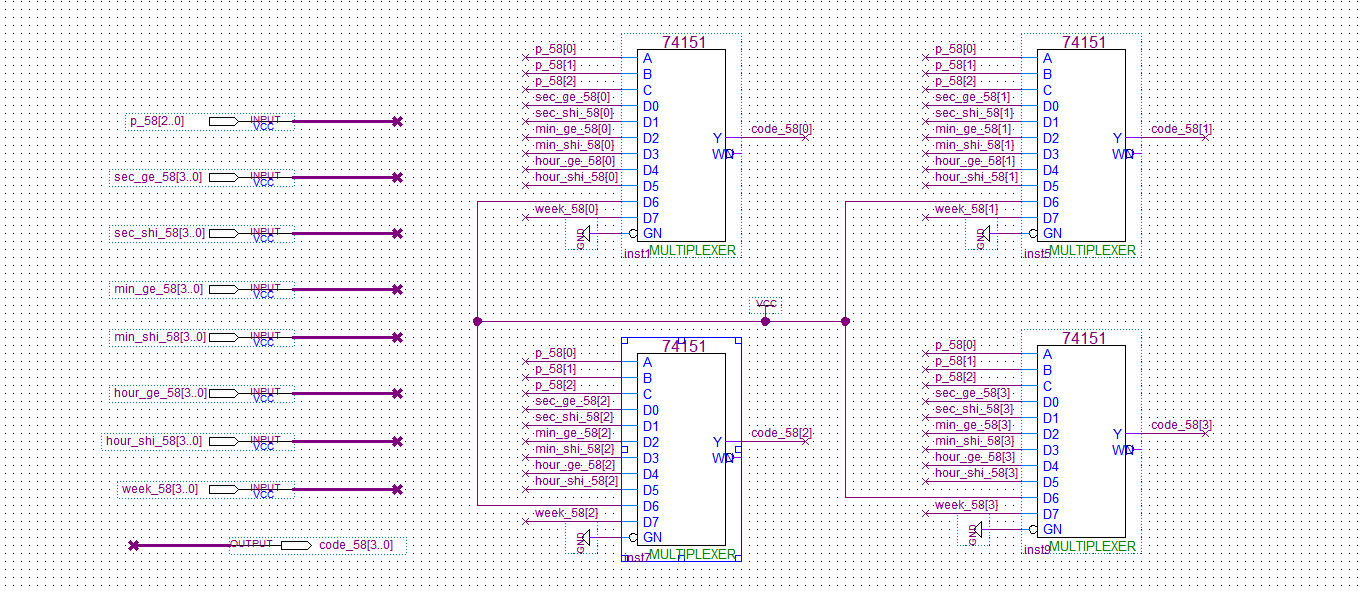 p_58[2..0] INPUT VCC
sec_ge_58[3..0] INPUT VCC
sec_shi_58[3..0] INPUT VCC
min_ge_58[3..0] INPUT VCC
min_shi_58[3..0] INPUT VCC
hour_ge_58[3..0] INPUT VCC
hour_shi_58[3..0] INPUT VCC
week_58[3..0] INPUT VCC
OUTPUT code_58[3..0]
74151
p_58[0] A
p_58[1] B
p_58[2] C
sec_ge_58[0] D0
sec_shi_58[0] D1
min_ge_58[0] D2 Y code_58[0]
min_shi_58[0] D3 WN
hour_ge_58[0] D4
hour_shi_58[0] D5
D6
week_58[0] D7
GND GN
inst1 MULTIPLEXER
74151
p_58[0] A
p_58[1] B
p_58[2] C
sec_ge_58[1] D0
sec_shi_58[1] D1
min_ge_58[1] D2 Y code_58[1]
min_shi_58[1] D3 WN
hour_ge_58[1] D4
hour_shi_58[1] D5
D6
week_58[1] D7
GND GN
inst5 MULTIPLEXER
VCC
74151
p_58[0] A
p_58[1] B
p_58[2] C
sec_ge_58[2] D0
sec_shi_58[2] D1
min_ge_58[2] D2 Y code_58[2]
min_shi_58[2] D3 WN
hour_ge_58[2] D4
hour_shi_58[2] D5
D6
week_58[2] D7
GND GN
inst7 MULTIPLEXER
74151
p_58[0] A
p_58[1] B
p_58[2] C
sec_ge_58[3] D0
sec_shi_58[3] D1
min_ge_58[3] D2 Y code_58[3]
min_shi_58[3] D3 WN
hour_ge_58[3] D4
hour_shi_58[3] D5
D6
week_58[3] D7
GND GN
inst9 MULTIPLEXER